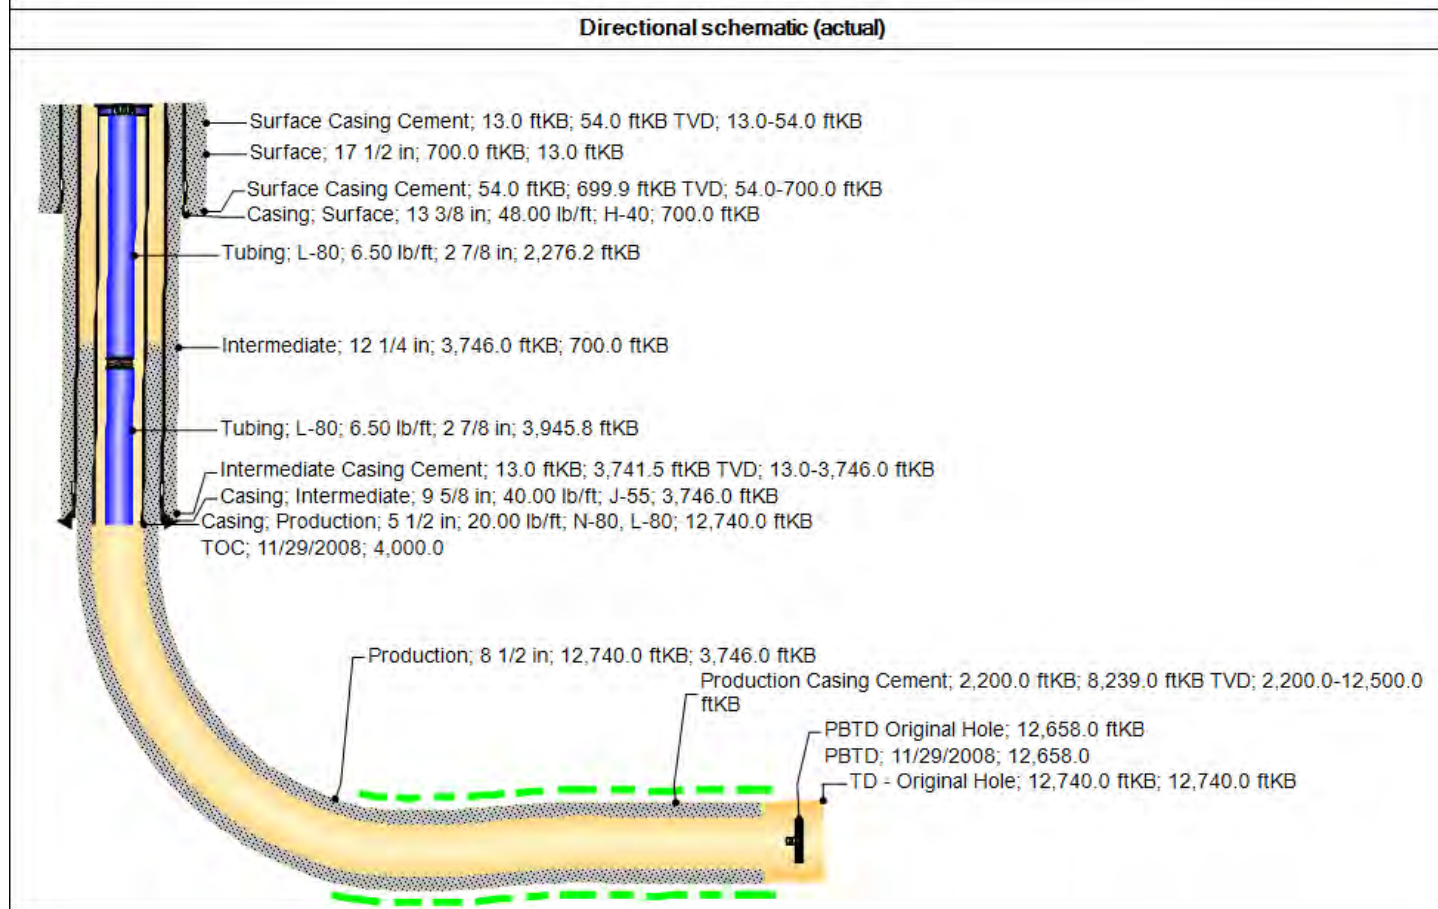 Directional schematic (actual)
Surface Casing Cement; 13.0 ftKB; 54.0 ftKB TVD; 13.0-54.0 ftKB
Surface; 17 1/2 in; 700.0 ftKB; 13.0 ftKB
Surface Casing Cement; 54.0 ftKB; 699.9 ftKB TVD; 54.0-700.0 ftKB
Casing; Surface; 13 3/8 in; 48.00 lb/ft; H-40; 700.0 ftKB
Tubing; L-80; 6.50 lb/ft; 2 7/8 in; 2,276.2 ftKB
Intermediate; 12 1/4 in; 3,746.0 ftKB; 700.0 ftKB
Tubing; L-80; 6.50 lb/ft; 2 7/8 in; 3,945.8 ftKB
Intermediate Casing Cement; 13.0 ftKB; 3,741.5 ftKB TVD; 13.0-3,746.0 ftKB
Casing; Intermediate; 9 5/8 in; 40.00 lb/ft; J-55; 3,746.0 ftKB
Casing; Production; 5 1/2 in; 20.00 lb/ft; N-80, L-80; 12,740.0 ftKB
TOC; 11/29/2008; 4,000.0
Production; 8 1/2 in; 12,740.0 ftKB; 3,746.0 ftKB
Production Casing Cement; 2,200.0 ftKB; 8,239.0 ftKB TVD; 2,200.0-12,500.0
ftKB
PBTD Original Hole; 12,658.0 ftKB
PBTD; 11/29/2008; 12,658.0
TD - Original Hole; 12,740.0 ftKB; 12,740.0 ftKB